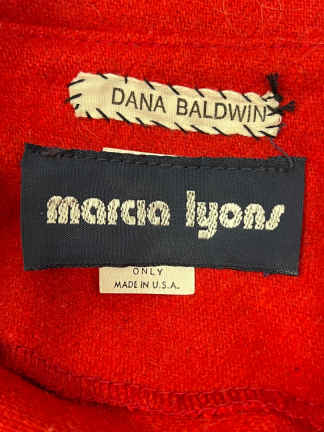 DANA BALDWIN
marcia lyons
ONLY
MADE IN U.S.A.